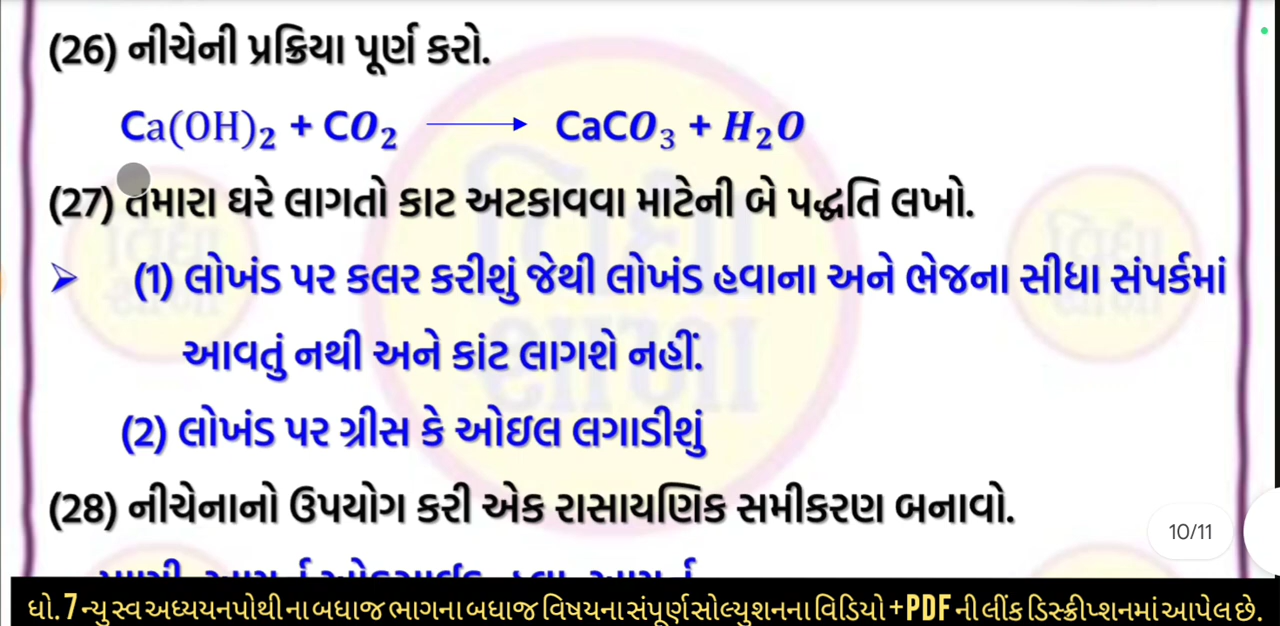 (26) નીચેની પ્રક્રિયા પૂર્ણ કરો.
Ca(OH)₂ + CO₂ ⟶ CaCO₃ + H₂O
(27) તમારા ઘરે લાગતો કાટ અટકાવવા માટેની બે પદ્ધતિ લખો.
➢ (1) લોખંડ પર કલર કરીશું જેથી લોખંડ હવાના અને ભેજના સીધા સંપર્કમાં
આવતું નથી અને કાંટ લાગશે નહીં.
(2) લોખંડ પર ગ્રીસ કે ઓઇલ લગાડીશું
(28) નીચેનાનો ઉપયોગ કરી એક રાસાયણિક સમીકરણ બનાવો.
10/11
ધો. 7 ન્યુ સ્વઅધ્યયનપોથી ના બધાજ ભાગના બધાજ વિષયના સંપૂર્ણ સોલ્યુશનના વિડિયો + PDF ની લીંક ડિસ્ક્રીપ્શનમાં આપેલ છે.
વિદ્યા
શાળા